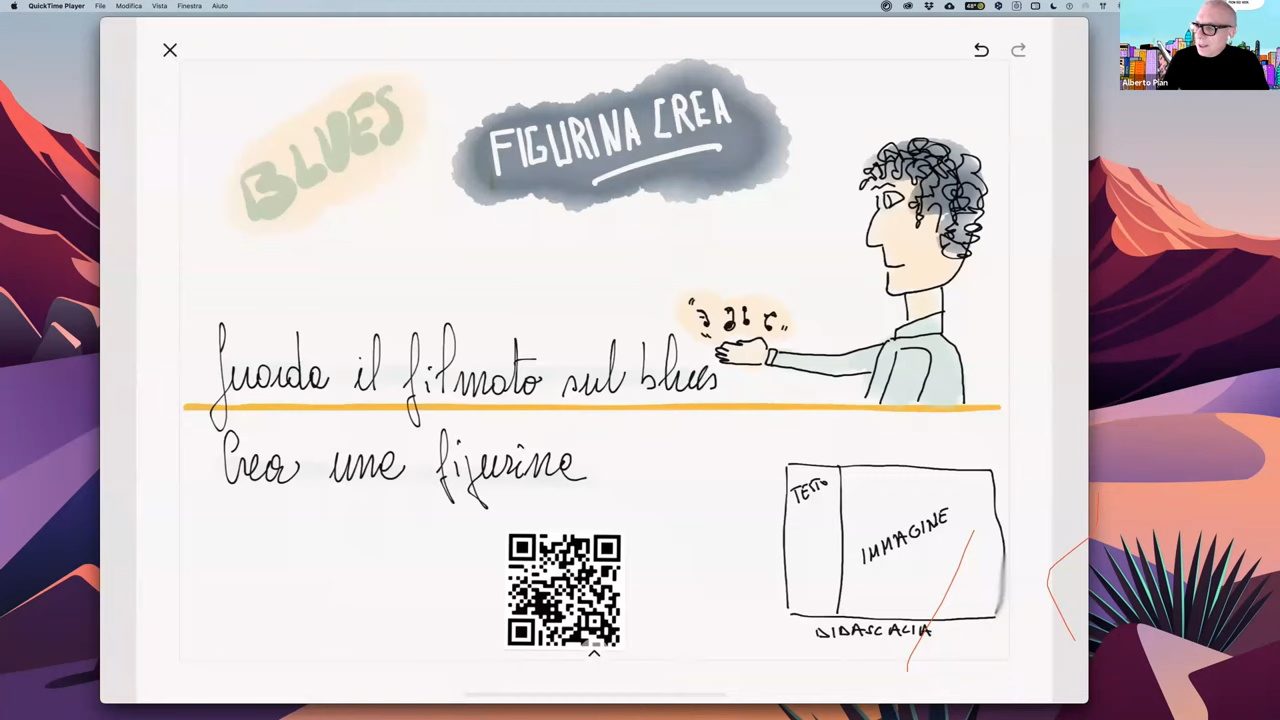 QuickTime Player File Modifica Vista Finestra Aiuto
48°
Alberto Pian
BLUES
FIGURINA CREA
Guarda il filmato sul blues
Crea una figurina
TESTO
IMMAGINE
DIDASCALIA